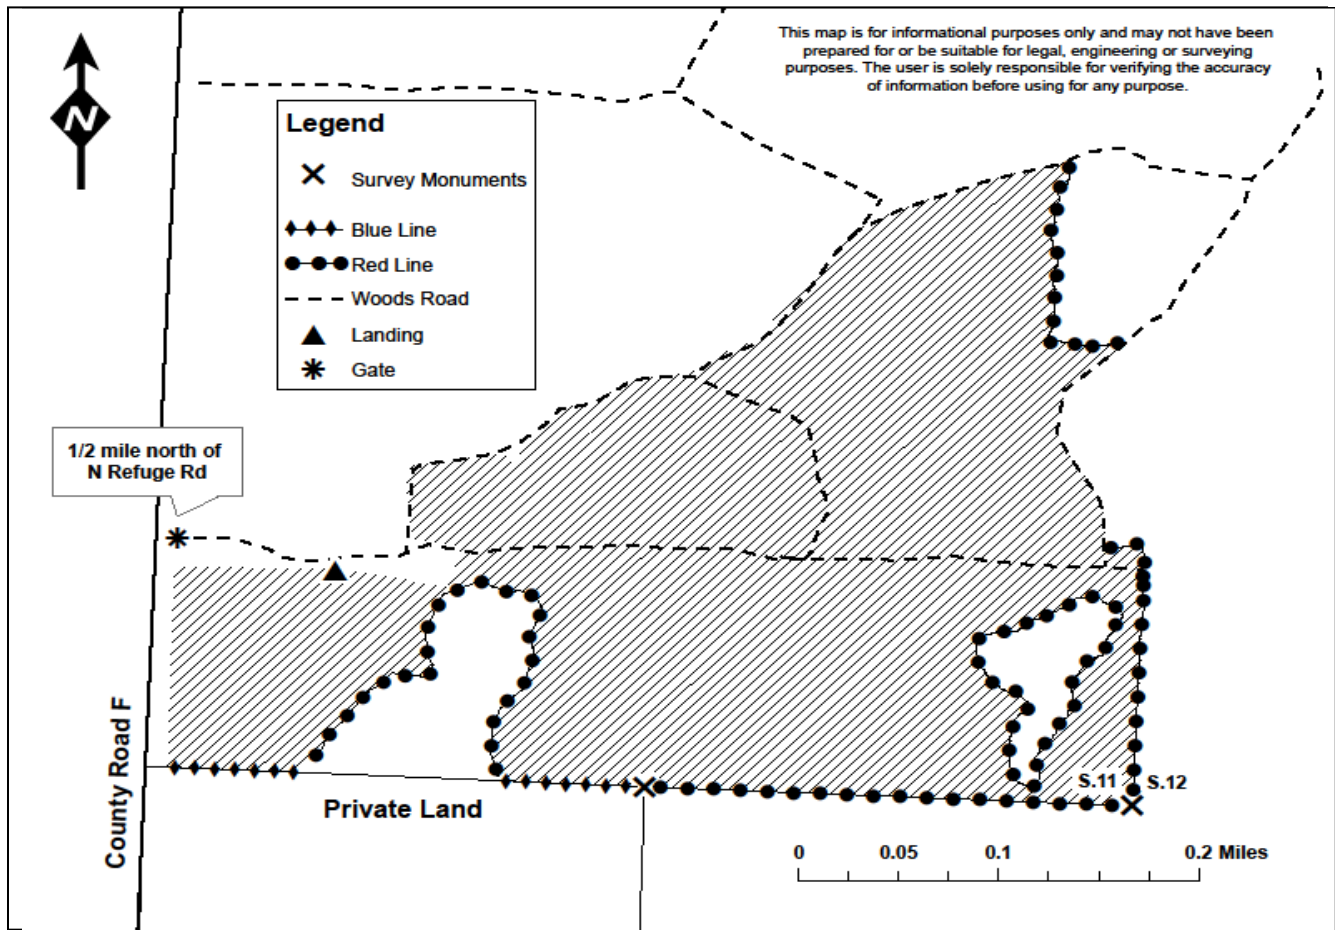 This map is for informational purposes only and may not have been
prepared for or be suitable for legal, engineering or surveying
purposes. The user is solely responsible for verifying the accuracy
of information before using for any purpose.
N
Legend
Survey Monuments
Blue Line
Red Line
Woods Road
Landing
Gate
1/2 mile north of
N Refuge Rd
County Road F
Private Land
S.11
S.12
0 0.05 0.1 0.2 Miles